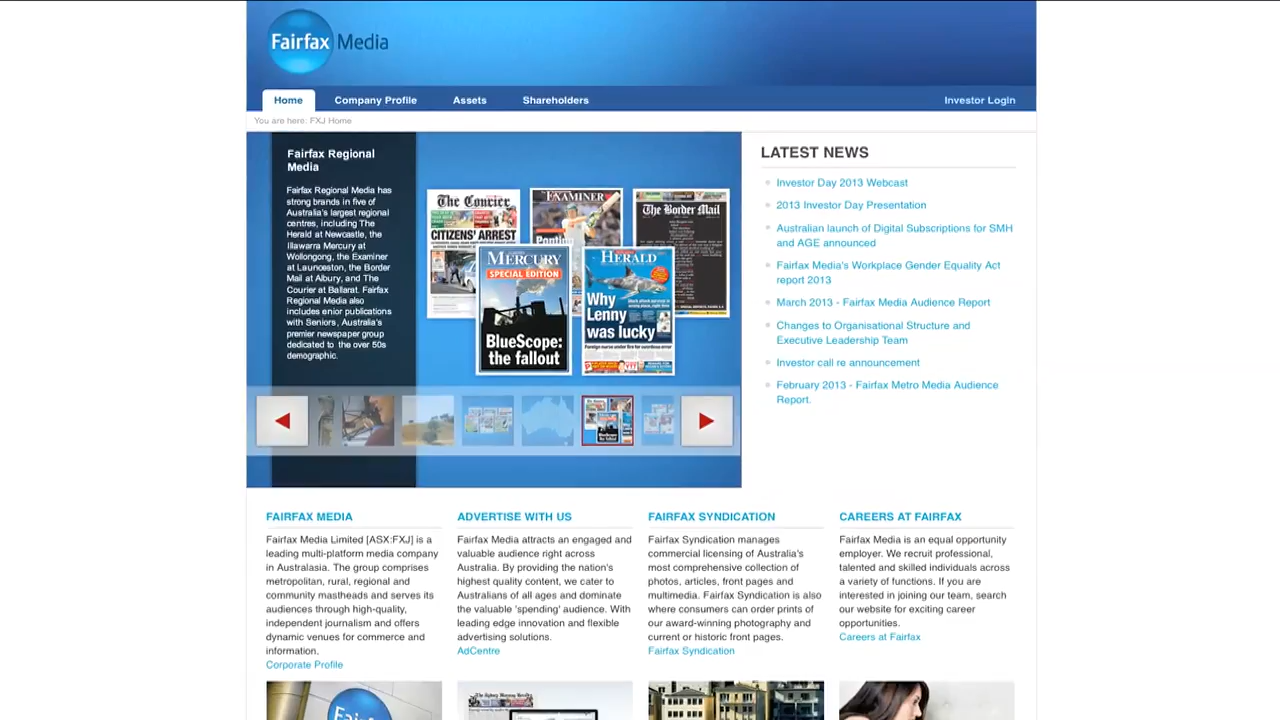 Fairfax Media
Home
Company Profile
Assets
Shareholders
Investor Login
You are here: FXJ Home
Fairfax Regional
Media
Fairfax Regional Media has
strong brands in five of
Australia's largest regional
centres, including The
Herald at Newcastle, the
Illawarra Mercury at
Wollongong, the Examiner
at Launceston, the Border
Mail at Albury, and The
Courier at Ballarat. Fairfax
Regional Media also
includes enior publications
with Seniors, Australia's
premier newspaper group
dedicated to the over 50s
demographic.
The Courier
CITIZENS' ARREST
EXAMINER
Ponting
The Border Mail
MERCURY
SPECIAL EDITION
BlueScope:
the fallout
HERALD
Why
Lenny
was lucky
LATEST NEWS
Investor Day 2013 Webcast
2013 Investor Day Presentation
Australian launch of Digital Subscriptions for SMH
and AGE announced
Fairfax Media's Workplace Gender Equality Act
report 2013
March 2013 - Fairfax Media Audience Report
Changes to Organisational Structure and
Executive Leadership Team
Investor call re announcement
February 2013 - Fairfax Metro Media Audience
Report.
FAIRFAX MEDIA
Fairfax Media Limited [ASX:FXJ] is a
leading multi-platform media company
in Australasia. The group comprises
metropolitan, rural, regional and
community mastheads and serves its
audiences through high-quality,
independent journalism and offers
dynamic venues for commerce and
information.
Corporate Profile
ADVERTISE WITH US
Fairfax Media attracts an engaged and
valuable audience right across
Australia. By providing the nation's
highest quality content, we cater to
Australians of all ages and dominate
the valuable 'spending' audience. With
leading edge innovation and flexible
advertising solutions.
AdCentre
FAIRFAX SYNDICATION
Fairfax Syndication manages
commercial licensing of Australia's
most comprehensive collection of
photos, articles, front pages and
multimedia. Fairfax Syndication is also
where consumers can order prints of
our award-winning photography and
current or historic front pages.
Fairfax Syndication
CAREERS AT FAIRFAX
Fairfax Media is an equal opportunity
employer. We recruit professional,
talented and skilled individuals across
a variety of functions. If you are
interested in joining our team, search
our website for exciting career
opportunities.
Careers at Fairfax